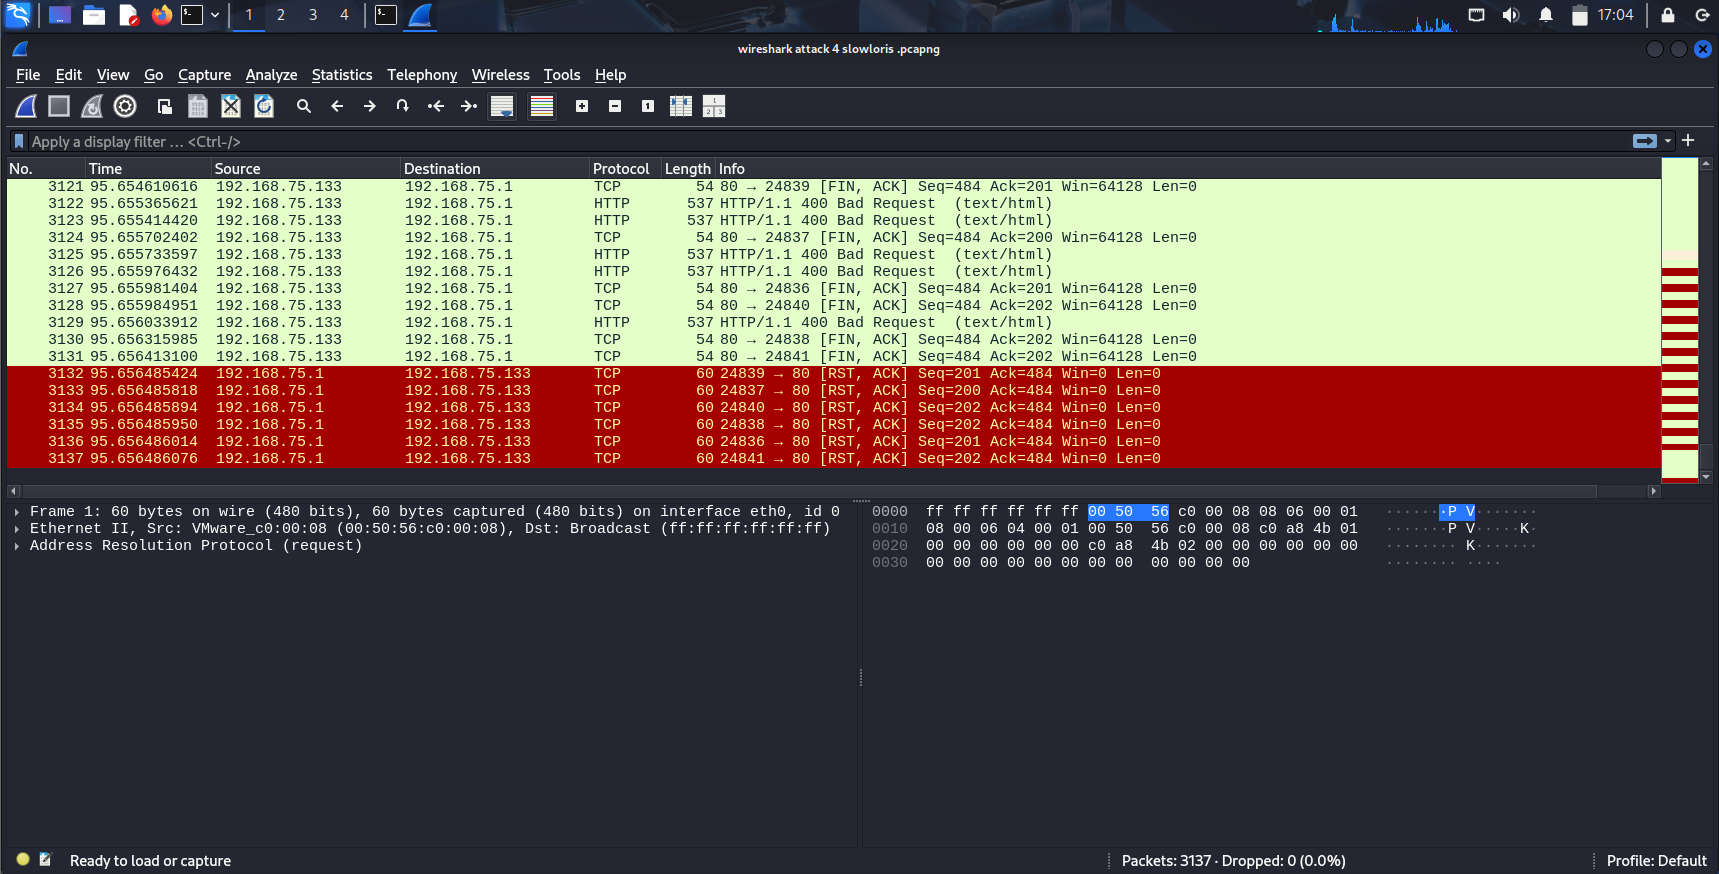 1 2 3 4 17:04
wireshark attack 4 slowloris .pcapng
File Edit View Go Capture Analyze Statistics Telephony Wireless Tools Help
Apply a display filter … <Ctrl-/>
No. Time Source Destination Protocol Length Info
3121 95.654610616 192.168.75.133 192.168.75.1 TCP 54 80 → 24839 [FIN, ACK] Seq=484 Ack=201 Win=64128 Len=0
3122 95.655365621 192.168.75.133 192.168.75.1 HTTP 537 HTTP/1.1 400 Bad Request (text/html)
3123 95.655414420 192.168.75.133 192.168.75.1 HTTP 537 HTTP/1.1 400 Bad Request (text/html)
3124 95.655702402 192.168.75.133 192.168.75.1 TCP 54 80 → 24837 [FIN, ACK] Seq=484 Ack=200 Win=64128 Len=0
3125 95.655733597 192.168.75.133 192.168.75.1 HTTP 537 HTTP/1.1 400 Bad Request (text/html)
3126 95.655976432 192.168.75.133 192.168.75.1 HTTP 537 HTTP/1.1 400 Bad Request (text/html)
3127 95.655981404 192.168.75.133 192.168.75.1 TCP 54 80 → 24836 [FIN, ACK] Seq=484 Ack=201 Win=64128 Len=0
3128 95.655984951 192.168.75.133 192.168.75.1 TCP 54 80 → 24840 [FIN, ACK] Seq=484 Ack=202 Win=64128 Len=0
3129 95.656033912 192.168.75.133 192.168.75.1 HTTP 537 HTTP/1.1 400 Bad Request (text/html)
3130 95.656315985 192.168.75.133 192.168.75.1 TCP 54 80 → 24838 [FIN, ACK] Seq=484 Ack=202 Win=64128 Len=0
3131 95.656413100 192.168.75.133 192.168.75.1 TCP 54 80 → 24841 [FIN, ACK] Seq=484 Ack=202 Win=64128 Len=0
3132 95.656485424 192.168.75.1 192.168.75.133 TCP 60 24839 → 80 [RST, ACK] Seq=201 Ack=484 Win=0 Len=0
3133 95.656485818 192.168.75.1 192.168.75.133 TCP 60 24837 → 80 [RST, ACK] Seq=200 Ack=484 Win=0 Len=0
3134 95.656485894 192.168.75.1 192.168.75.133 TCP 60 24840 → 80 [RST, ACK] Seq=202 Ack=484 Win=0 Len=0
3135 95.656485950 192.168.75.1 192.168.75.133 TCP 60 24838 → 80 [RST, ACK] Seq=202 Ack=484 Win=0 Len=0
3136 95.656486014 192.168.75.1 192.168.75.133 TCP 60 24836 → 80 [RST, ACK] Seq=201 Ack=484 Win=0 Len=0
3137 95.656486076 192.168.75.1 192.168.75.133 TCP 60 24841 → 80 [RST, ACK] Seq=202 Ack=484 Win=0 Len=0
Frame 1: 60 bytes on wire (480 bits), 60 bytes captured (480 bits) on interface eth0, id 0
Ethernet II, Src: VMware_c0:00:08 (00:50:56:c0:00:08), Dst: Broadcast (ff:ff:ff:ff:ff:ff)
Address Resolution Protocol (request)
0000 ff ff ff ff ff ff 00 50 56 c0 00 08 08 06 00 01 ·······P V·······
0010 08 00 06 04 00 01 00 50 56 c0 00 08 c0 a8 4b 01 ·······P V·····K·
0020 00 00 00 00 00 00 c0 a8 4b 02 00 00 00 00 00 00 ········ K·······
0030 00 00 00 00 00 00 00 00 00 00 00 00 ········ ····
Ready to load or capture
Packets: 3137 · Dropped: 0 (0.0%)
Profile: Default